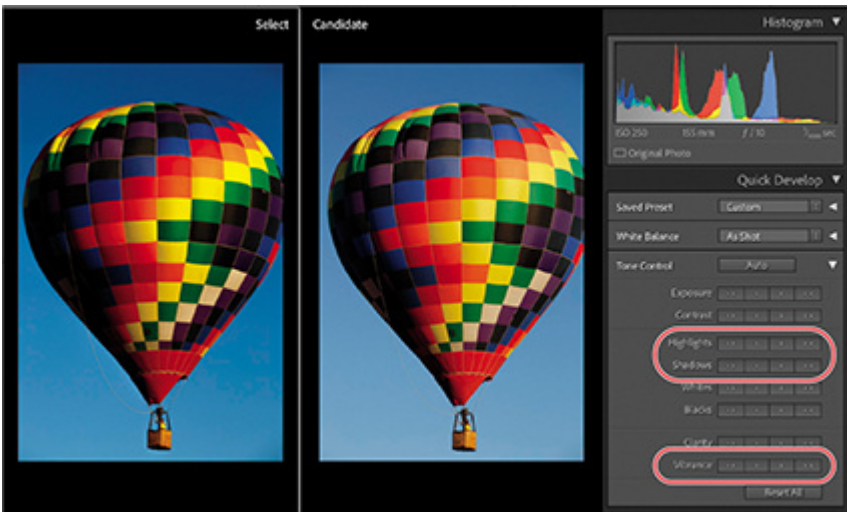 Select
Candidate
Histogram
ISO 250 155 mm f / 10 sec
Original Photo
Quick Develop
Saved Preset Custom
White Balance As Shot
Tone Control Auto
Exposure
Contrast
Highlights
Shadows
Whites
Blacks
Clarity
Vibrance
Reset All